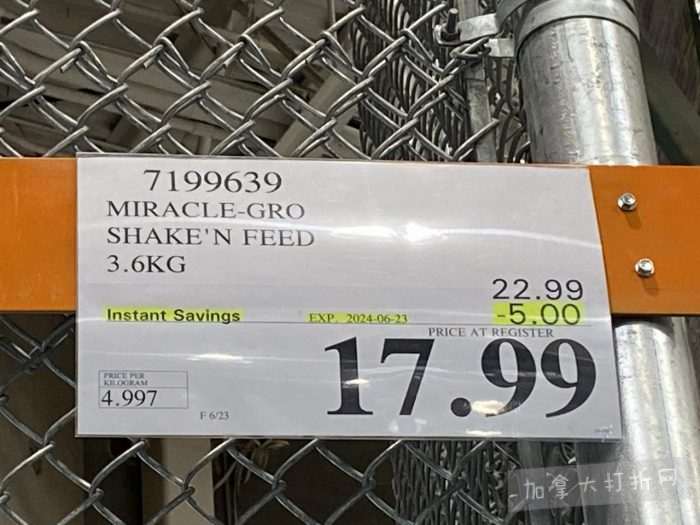 7199639
MIRACLE-GRO
SHAKE'N FEED
3.6KG
22.99
Instant Savings EXP. 2024-06-23 -5.00
PRICE AT REGISTER
17.99
PRICE PER
KILOGRAM
4.997
F 6/23
加拿大打折网